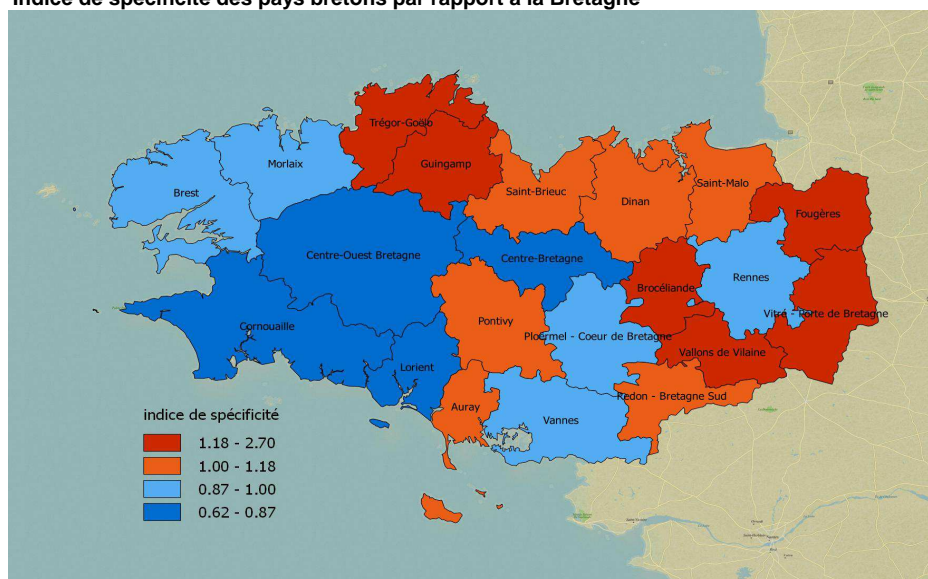 Indice de spécificité des pays bretons par rapport à la Bretagne
Trégor-Goëlo
Guingamp
Morlaix
Brest
Saint-Brieuc
Dinan
Saint-Malo
Fougères
Centre-Ouest Bretagne
Centre-Bretagne
Rennes
Brocéliande
Vitré - Porte de Bretagne
Pontivy
Ploërmel - Coeur de Bretagne
Cornouaille
Vallons de Vilaine
Lorient
Redon - Bretagne Sud
Auray
Vannes
indice de spécificité
1.18 - 2.70
1.00 - 1.18
0.87 - 1.00
0.62 - 0.87